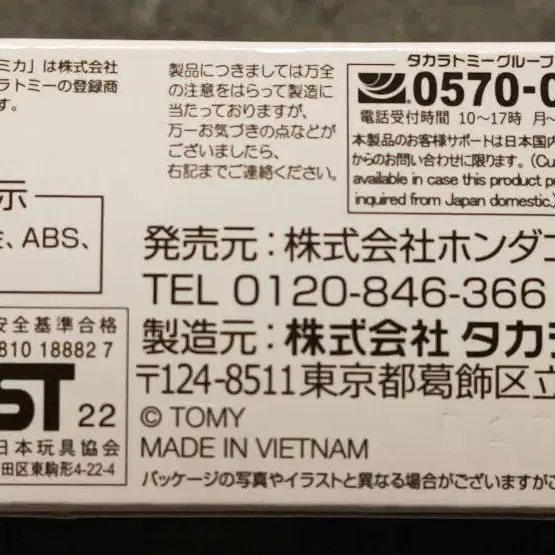 ミカ」は株式会社
ラトミーの登録商
す。
製品につきましては万全
の注意をはらって製造に
当たっておりますが、
万一お気づきの点などが
ございましたら、
右記までご連絡ください。
タカラトミーグループ
0570-0
電話受付時間 10〜17時 月〜
本製品のお客様サポートは日本国内
からのお問い合わせに限ります。(Cu
available in case this product p
inquired from Japan domestic.)
示
、ABS、
発売元：株式会社ホンダコ
TEL 0120-846-366
製造元：株式会社 タカラ
〒124-8511東京都葛飾区立
© TOMY
MADE IN VIETNAM
パッケージの写真やイラストと異なる場合がございますがご
安全基準合格
810 18882 7
ST 22
日本玩具協会
田区東駒形4-22-4